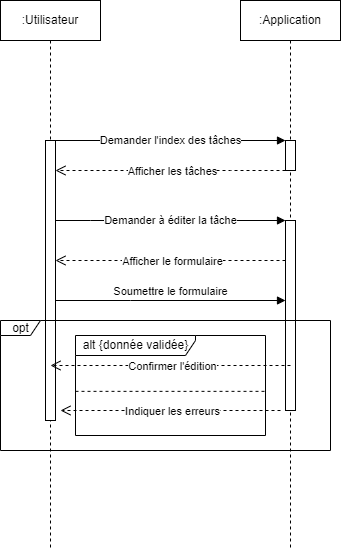 :Utilisateur
:Application
Demander l'index des tâches
Afficher les tâches
Demander à éditer la tâche
Afficher le formulaire
Soumettre le formulaire
opt
alt {donnée validée}
Confirmer l'édition
Indiquer les erreurs